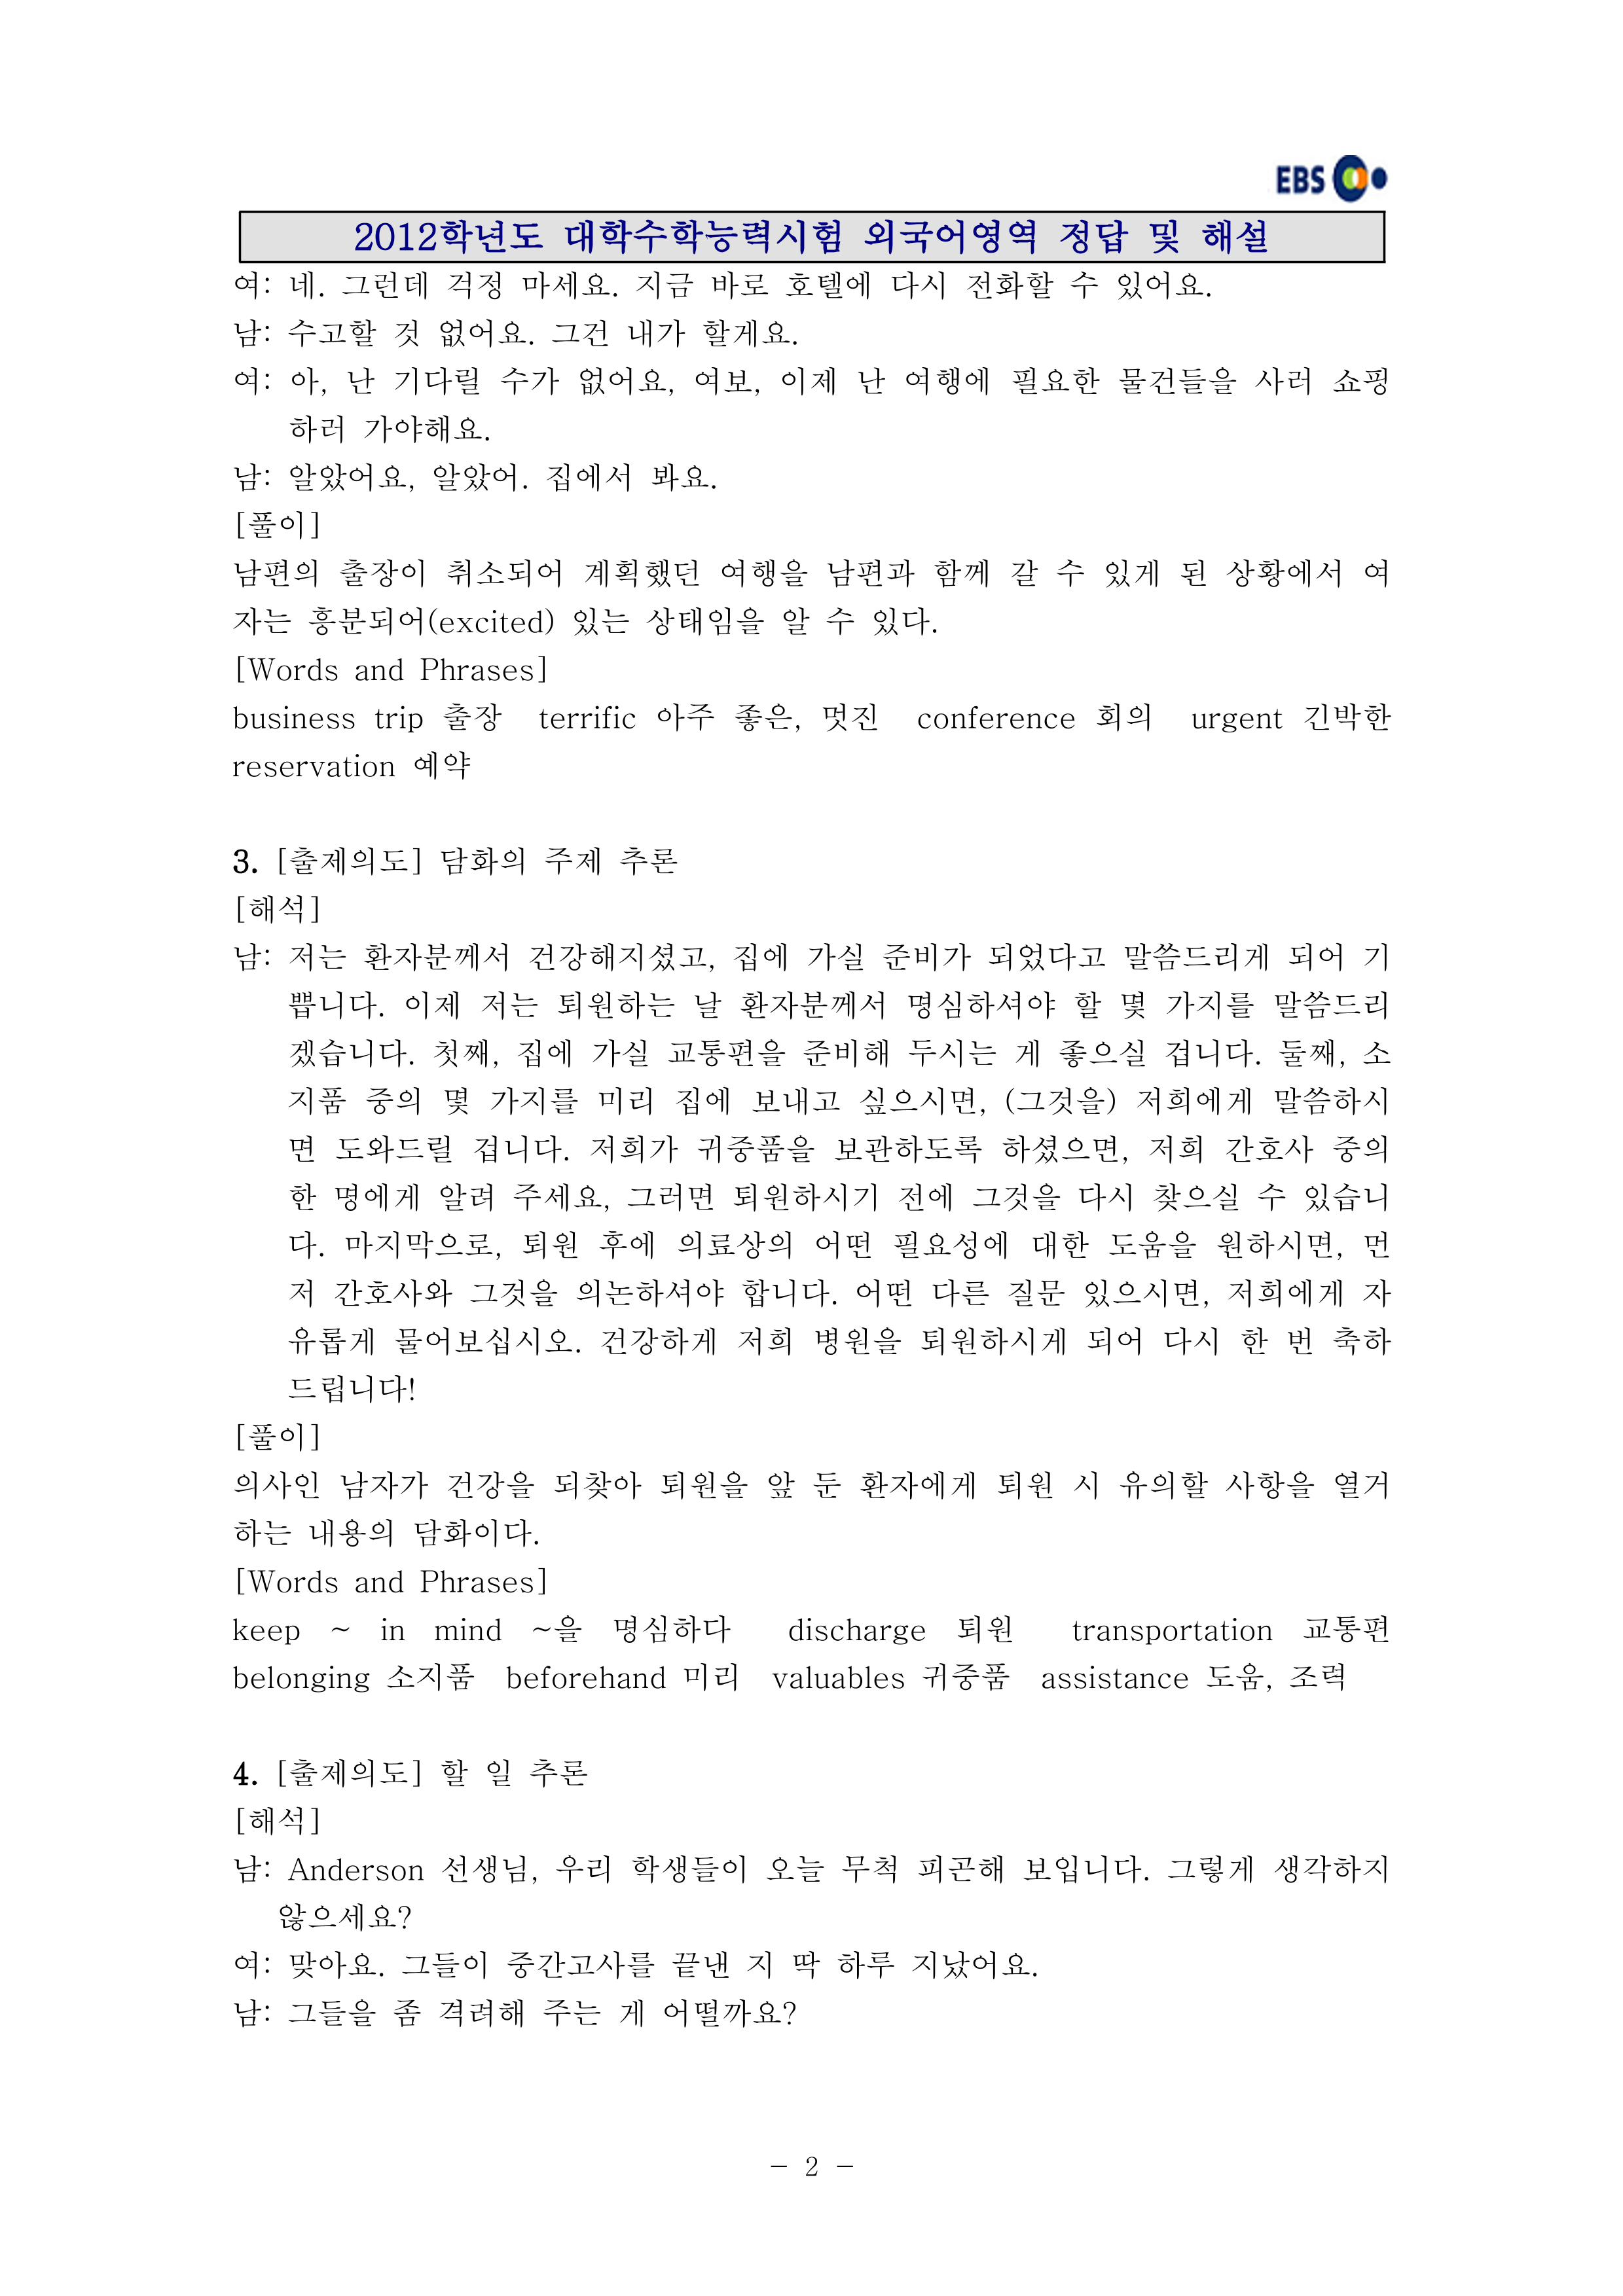 EBS
2012학년도 대학수학능력시험 외국어영역 정답 및 해설
여: 네. 그런데 걱정 마세요. 지금 바로 호텔에 다시 전화할 수 있어요.
남: 수고할 것 없어요. 그건 내가 할게요.
여: 아, 난 기다릴 수가 없어요, 여보, 이제 난 여행에 필요한 물건들을 사러 쇼핑
하러 가야해요.
남: 알았어요, 알았어. 집에서 봐요.
[풀이]
남편의 출장이 취소되어 계획했던 여행을 남편과 함께 갈 수 있게 된 상황에서 여
자는 흥분되어(excited) 있는 상태임을 알 수 있다.
[Words and Phrases]
business trip 출장 terrific 아주 좋은, 멋진 conference 회의 urgent 긴박한
reservation 예약
3. [출제의도] 담화의 주제 추론
[해석]
남: 저는 환자분께서 건강해지셨고, 집에 가실 준비가 되었다고 말씀드리게 되어 기
쁩니다. 이제 저는 퇴원하는 날 환자분께서 명심하셔야 할 몇 가지를 말씀드리
겠습니다. 첫째, 집에 가실 교통편을 준비해 두시는 게 좋으실 겁니다. 둘째, 소
지품 중의 몇 가지를 미리 집에 보내고 싶으시면, (그것을) 저희에게 말씀하시
면 도와드릴 겁니다. 저희가 귀중품을 보관하도록 하셨으면, 저희 간호사 중의
한 명에게 알려 주세요, 그러면 퇴원하시기 전에 그것을 다시 찾으실 수 있습니
다. 마지막으로, 퇴원 후에 의료상의 어떤 필요성에 대한 도움을 원하시면, 먼
저 간호사와 그것을 의논하셔야 합니다. 어떤 다른 질문 있으시면, 저희에게 자
유롭게 물어보십시오. 건강하게 저희 병원을 퇴원하시게 되어 다시 한 번 축하
드립니다!
[풀이]
의사인 남자가 건강을 되찾아 퇴원을 앞 둔 환자에게 퇴원 시 유의할 사항을 열거
하는 내용의 담화이다.
[Words and Phrases]
keep ~ in mind ~을 명심하다 discharge 퇴원 transportation 교통편
belonging 소지품 beforehand 미리 valuables 귀중품 assistance 도움, 조력
4. [출제의도] 할 일 추론
[해석]
남: Anderson 선생님, 우리 학생들이 오늘 무척 피곤해 보입니다. 그렇게 생각하지
않으세요?
여: 맞아요. 그들이 중간고사를 끝낸 지 딱 하루 지났어요.
남: 그들을 좀 격려해 주는 게 어떨까요?
- 2 -